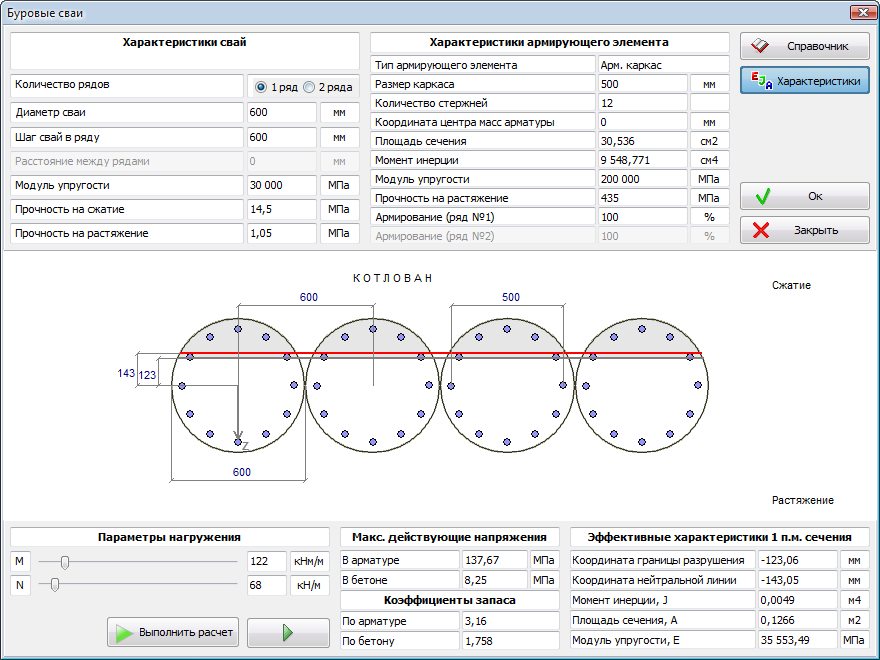 Буровые сваи
Характеристики свай
Количество рядов 1 ряд 2 ряда
Диаметр сваи 600 мм
Шаг свай в ряду 600 мм
Расстояние между рядами 0 мм
Модуль упругости 30 000 МПа
Прочность на сжатие 14,5 МПа
Прочность на растяжение 1,05 МПа
Характеристики армирующего элемента
Тип армирующего элемента Арм. каркас
Размер каркаса 500 мм
Количество стержней 12
Координата центра масс арматуры 0 мм
Площадь сечения 30,536 см2
Момент инерции 9 548,771 см4
Модуль упругости 200 000 МПа
Прочность на растяжение 435 МПа
Армирование (ряд №1) 100 %
Армирование (ряд №2) 100 %
Справочник
EJA Характеристики
Ок
Закрыть
КОТЛОВАН
Сжатие
600 500
143 123
Z
600
Растяжение
Параметры нагружения
M 122 кНм/м
N 68 кН/м
Выполнить расчет
Макс. действующие напряжения
В арматуре 137,67 МПа
В бетоне 8,25 МПа
Коэффициенты запаса
По арматуре 3,16
По бетону 1,758
Эффективные характеристики 1 п.м. сечения
Координата границы разрушения -123,06 мм
Координата нейтральной линии -143,05 мм
Момент инерции, J 0,0049 м4
Площадь сечения, А 0,1266 м2
Модуль упругости, Е 35 553,49 МПа